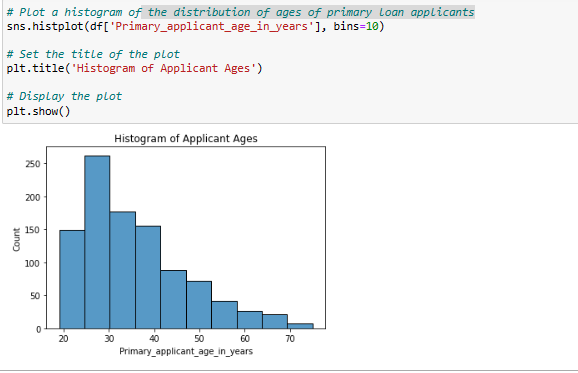 # Plot a histogram of the distribution of ages of primary loan applicants
sns.histplot(df['Primary_applicant_age_in_years'], bins=10)
# Set the title of the plot
plt.title('Histogram of Applicant Ages')
# Display the plot
plt.show()
Histogram of Applicant Ages
250
200
150
100
50
0
Count
20 30 40 50 60 70
Primary_applicant_age_in_years